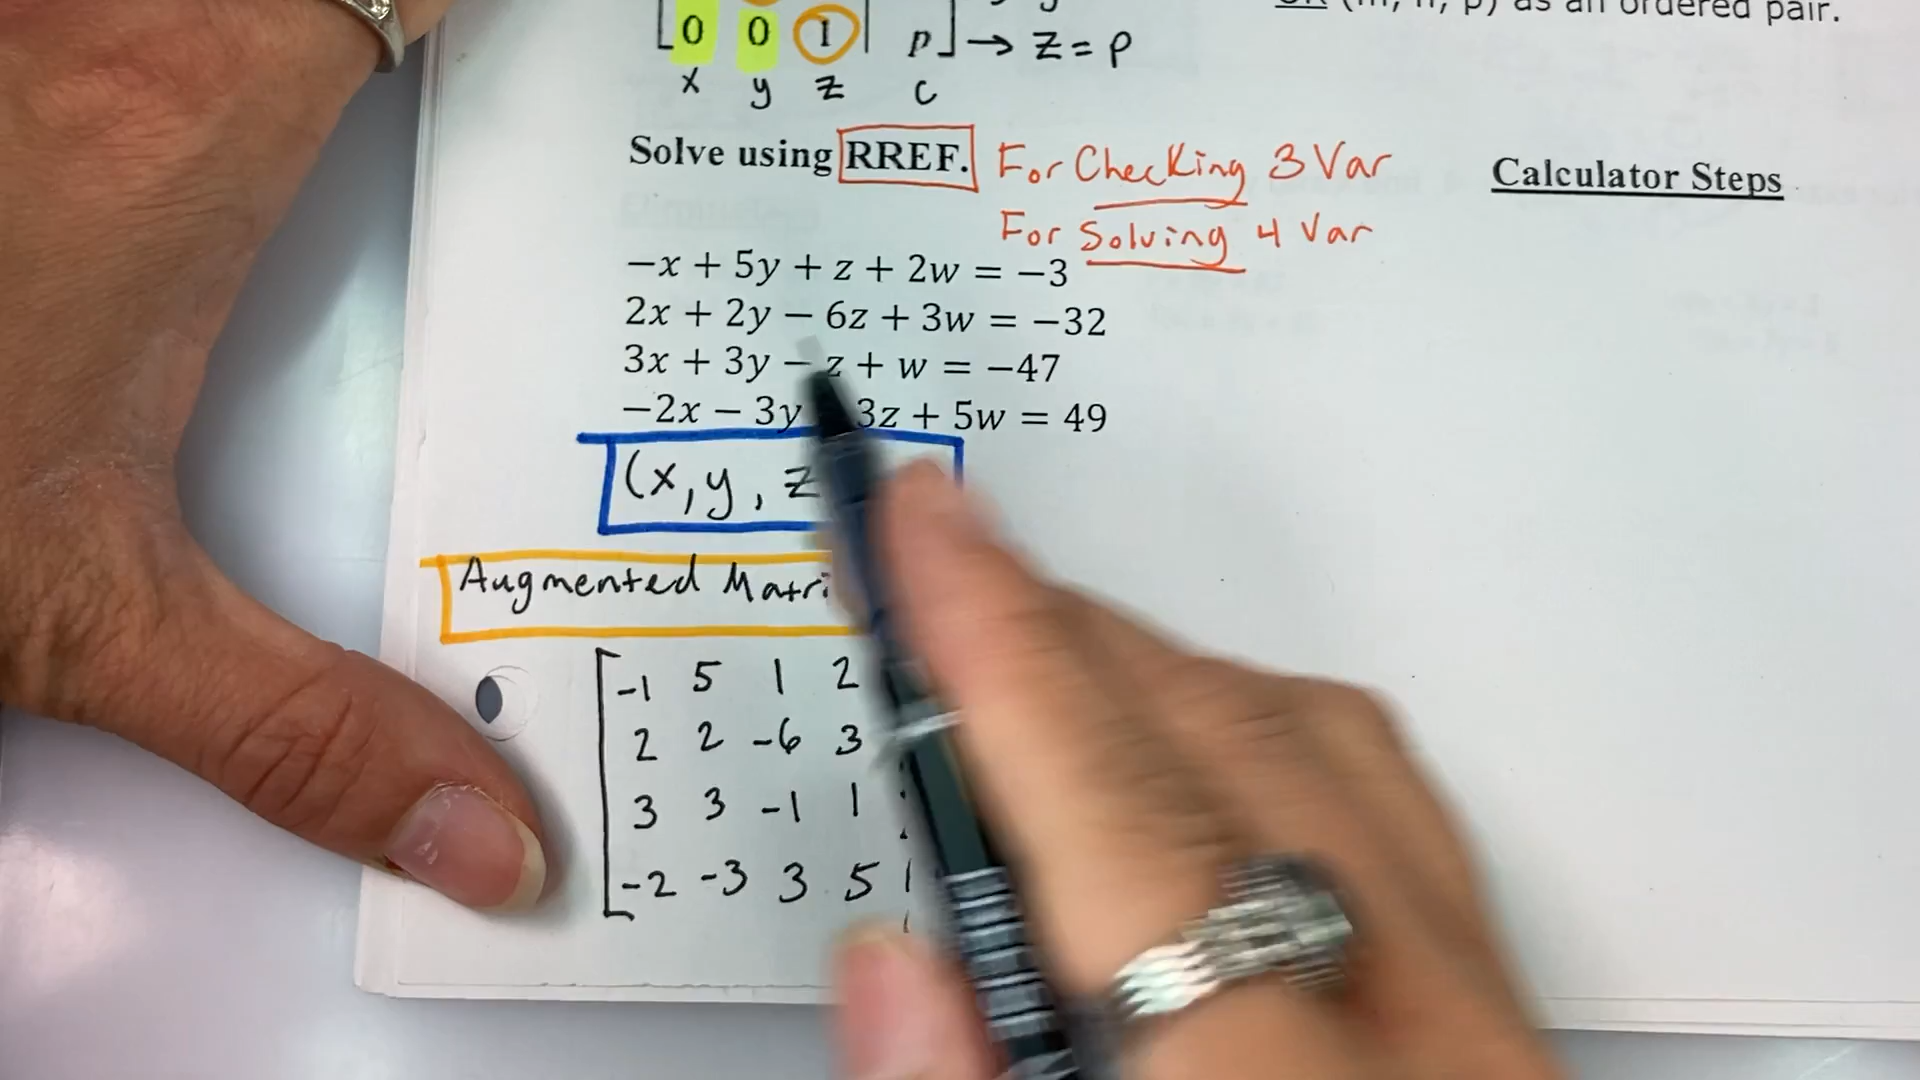 OR (m, n, p) as an ordered pair.
[0 0 1 | p] → z = p
x y z c
Solve using RREF. For Checking 3 Var
Calculator Steps
For Solving 4 Var
−x + 5y + z + 2w = −3
2x + 2y − 6z + 3w = −32
3x + 3y − z + w = −47
−2x − 3y 3z + 5w = 49
(x, y, z
Augmented Matri
-1 5 1 2
2 2 -6 3
3 3 -1 1
-2 -3 3 5